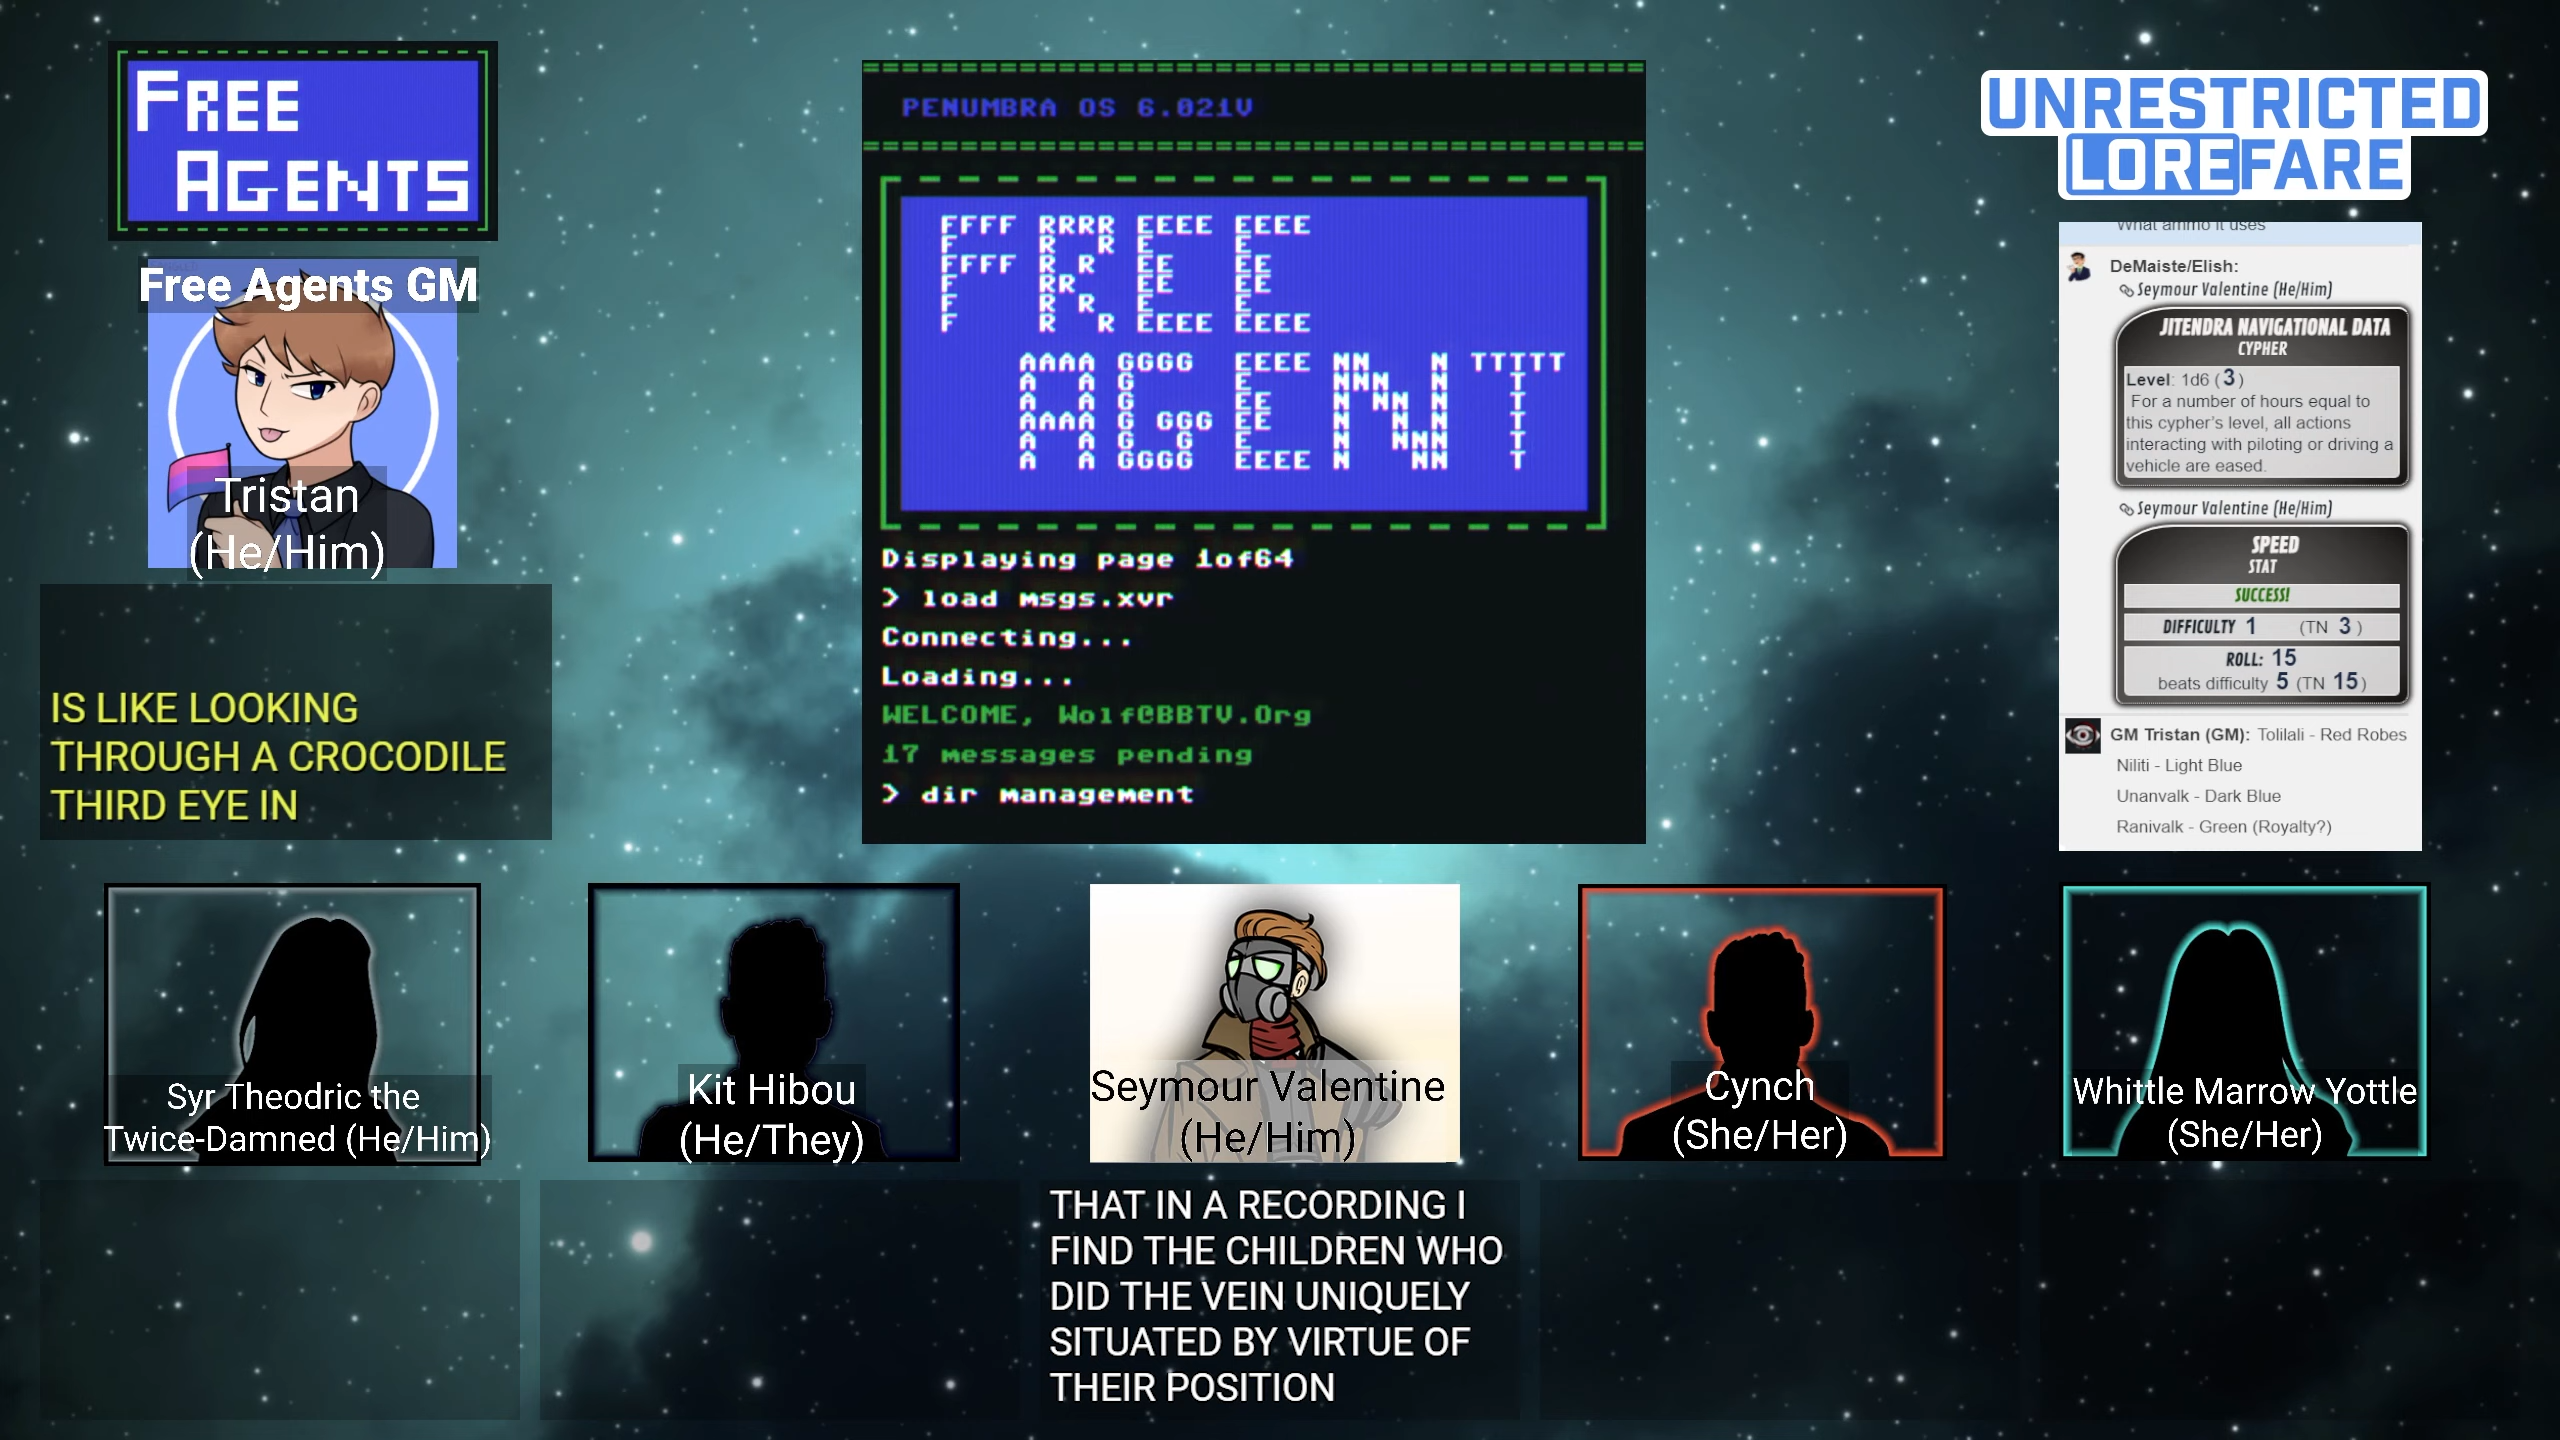 FREE
AGENTS
Free Agents GM
Tristan
(He/Him)
IS LIKE LOOKING
THROUGH A CROCODILE
THIRD EYE IN
========================================
PENUMBRA OS 6.021V
========================================
FREE
AGENT
Displaying page 1of64
> load msgs.xvr
Connecting...
Loading...
WELCOME, Wolf@BBTV.Org
17 messages pending
> dir management
UNRESTRICTED
LOREFARE
What ammo it uses
DeMaiste/Elish:
Seymour Valentine (He/Him)
JITENDRA NAVIGATIONAL DATA
CYPHER
Level: 1d6 (3)
For a number of hours equal to
this cypher's level, all actions
interacting with piloting or driving a
vehicle are eased.
Seymour Valentine (He/Him)
SPEED
STAT
SUCCESS!
DIFFICULTY 1 (TN 3)
ROLL: 15
beats difficulty 5 (TN 15)
GM Tristan (GM): Tolilali - Red Robes
Niliti - Light Blue
Unanvalk - Dark Blue
Ranivalk - Green (Royalty?)
Syr Theodric the
Twice-Damned (He/Him)
Kit Hibou
(He/They)
Seymour Valentine
(He/Him)
Cynch
(She/Her)
Whittle Marrow Yottle
(She/Her)
THAT IN A RECORDING I
FIND THE CHILDREN WHO
DID THE VEIN UNIQUELY
SITUATED BY VIRTUE OF
THEIR POSITION